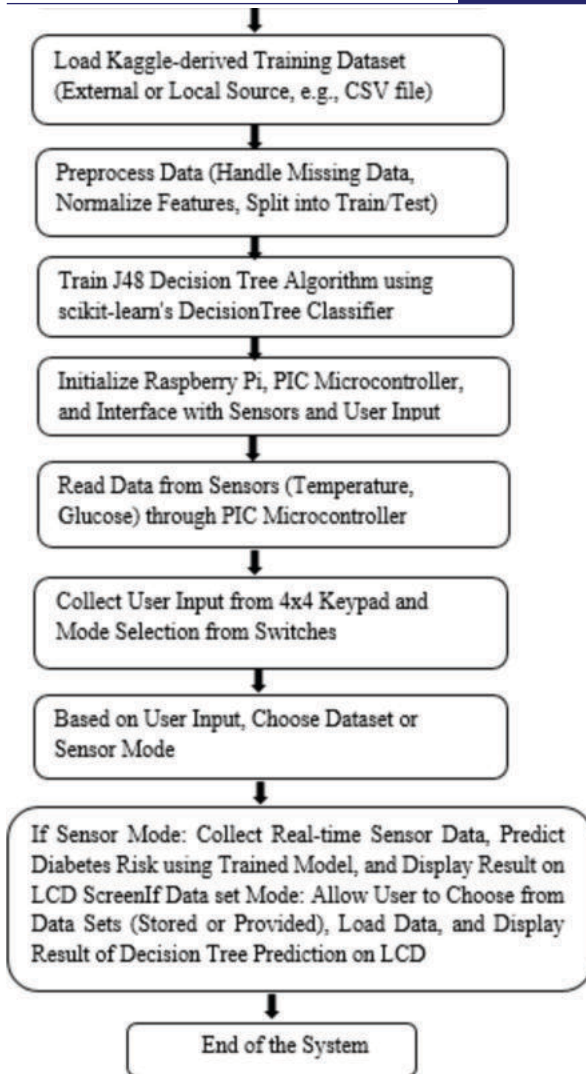 Load Kaggle-derived Training Dataset
(External or Local Source, e.g., CSV file)
Preprocess Data (Handle Missing Data,
Normalize Features, Split into Train/Test)
Train J48 Decision Tree Algorithm using
scikit-learn's DecisionTree Classifier
Initialize Raspberry Pi, PIC Microcontroller,
and Interface with Sensors and User Input
Read Data from Sensors (Temperature,
Glucose) through PIC Microcontroller
Collect User Input from 4x4 Keypad and
Mode Selection from Switches
Based on User Input, Choose Dataset or
Sensor Mode
If Sensor Mode: Collect Real-time Sensor Data, Predict
Diabetes Risk using Trained Model, and Display Result on
LCD ScreenIf Data set Mode: Allow User to Choose from
Data Sets (Stored or Provided), Load Data, and Display
Result of Decision Tree Prediction on LCD
End of the System